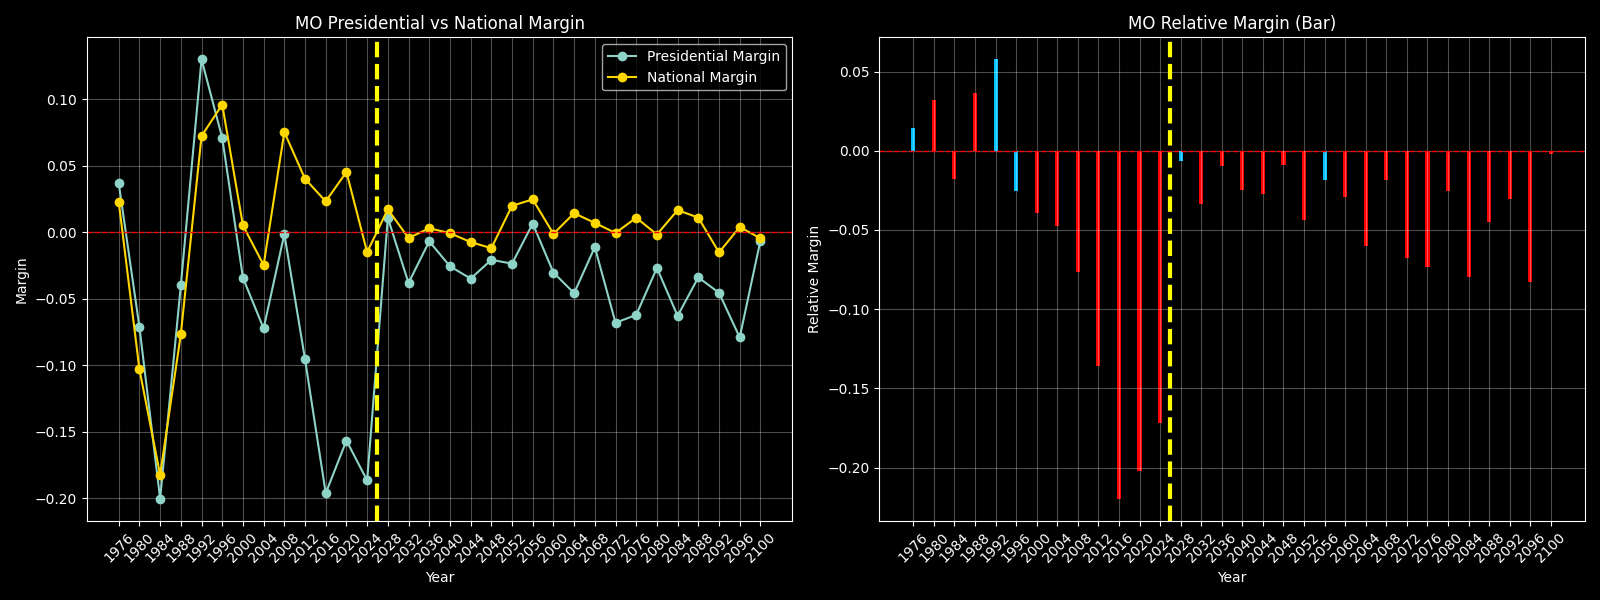 MO Presidential vs National Margin
Presidential Margin
National Margin
0.10
0.05
0.00
−0.05
−0.10
−0.15
−0.20
Margin
1976 1980 1984 1988 1992 1996 2000 2004 2008 2012 2016 2020 2024 2028 2032 2036 2040 2044 2048 2052 2056 2060 2064 2068 2072 2076 2080 2084 2088 2092 2096 2100
Year
MO Relative Margin (Bar)
0.05
0.00
−0.05
−0.10
−0.15
−0.20
Relative Margin
1976 1980 1984 1988 1992 1996 2000 2004 2008 2012 2016 2020 2024 2028 2032 2036 2040 2044 2048 2052 2056 2060 2064 2068 2072 2076 2080 2084 2088 2092 2096 2100
Year